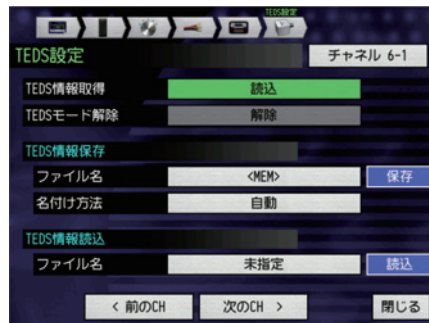 TEDS設定
TEDS設定
チャネル 6-1
TEDS情報取得
読込
TEDSモード解除
解除
TEDS情報保存
ファイル名
<MEM>
保存
名付け方法
自動
TEDS情報読込
ファイル名
未指定
読込
< 前のCH
次のCH >
閉じる